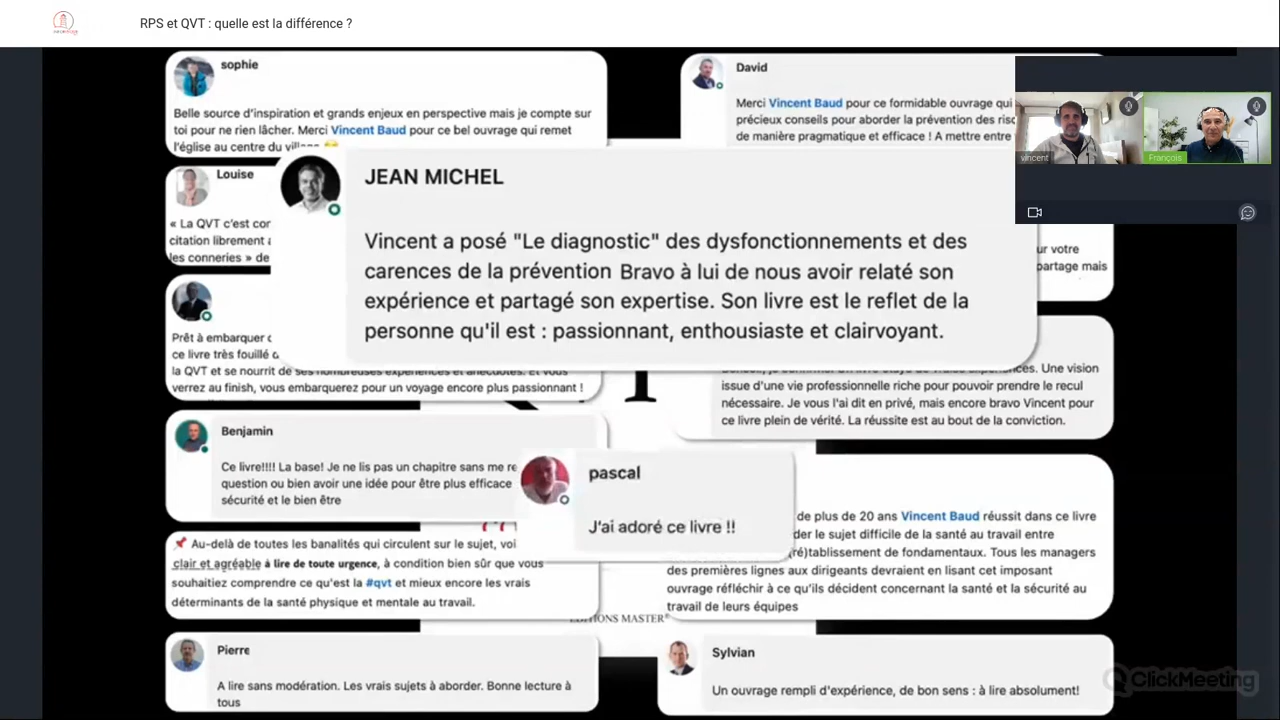 RPS et QVT : quelle est la différence ?
sophie
Belle source d'inspiration et grands enjeux en perspective mais je compte sur
toi pour ne rien lâcher. Merci Vincent Baud pour ce bel ouvrage qui remet
l'église au centre du village
David
Merci Vincent Baud pour ce formidable ouvrage qui
précieux conseils pour aborder la prévention des
de manière pragmatique et efficace ! A mettre entre
vincent
François
Louise
« La QVT c'est
citation librement
les conneries » de
JEAN MICHEL
Vincent a posé "Le diagnostic" des dysfonctionnements et des
carences de la prévention Bravo à lui de nous avoir relaté son
expérience et partagé son expertise. Son livre est le reflet de la
personne qu'il est : passionnant, enthousiaste et clairvoyant.
votre
partage mais
Prêt à embarquer
ce livre très fouillé
la QVT et se nourrit de ses nombreuses expériences et anecdotes. Et vous
verrez au finish, vous embarquerez pour un voyage encore plus passionnant !
Une vision
issue d'une vie professionnelle riche pour pouvoir prendre le recul
nécessaire. Je vous l'ai dit en privé, mais encore bravo Vincent pour
ce livre plein de vérité. La réussite est au bout de la conviction.
Benjamin
Ce livre!!!! La base! Je ne lis pas un chapitre sans me
question ou bien avoir une idée pour être plus efficace
sécurité et le bien être
pascal
J'ai adoré ce livre !!
📌 Au-delà de toutes les banalités qui circulent sur le sujet,
clair et agréable à lire de toute urgence, à condition bien sûr que vous
souhaitiez comprendre ce qu'est la #qvt et mieux encore les vrais
déterminants de la santé physique et mentale au travail.
de plus de 20 ans Vincent Baud réussit dans ce livre
le sujet difficile de la santé au travail entre
(ré)tablissement de fondamentaux. Tous les managers
des premières lignes aux dirigeants devraient en lisant cet imposant
ouvrage réfléchir à ce qu'ils décident concernant la santé et la sécurité au
travail de leurs équipes
EDITIONS MASTER®
Pierre
A lire sans modération. Les vrais sujets à aborder. Bonne lecture à
tous
Sylvian
Un ouvrage rempli d'expérience, de bon sens : à lire absolument!
ClickMeeting